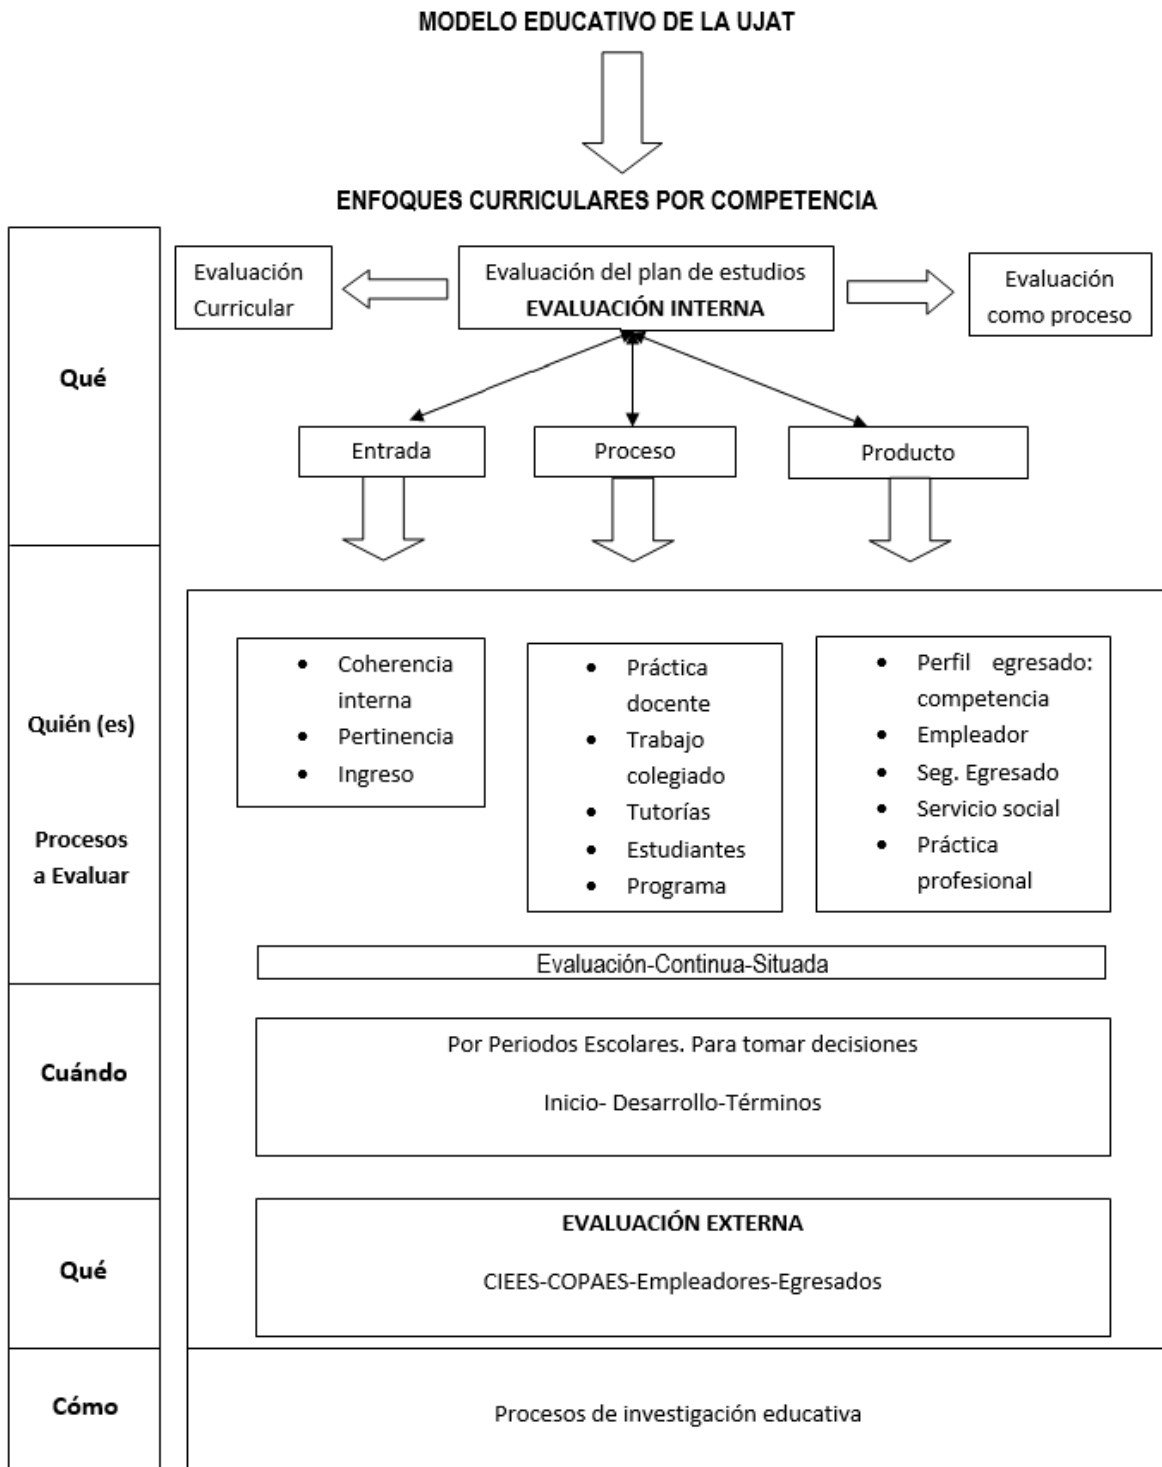 MODELO EDUCATIVO DE LA UJAT
ENFOQUES CURRICULARES POR COMPETENCIA
Qué
Evaluación
Curricular
Evaluación del plan de estudios
EVALUACIÓN INTERNA
Evaluación
como proceso
Entrada
Proceso
Producto
Quién (es)
Procesos
a Evaluar
• Coherencia
interna
• Pertinencia
• Ingreso
• Práctica
docente
• Trabajo
colegiado
• Tutorías
• Estudiantes
• Programa
• Perfil egresado:
competencia
• Empleador
• Seg. Egresado
• Servicio social
• Práctica
profesional
Evaluación-Continua-Situada
Cuándo
Por Periodos Escolares. Para tomar decisiones
Inicio- Desarrollo-Términos
Qué
EVALUACIÓN EXTERNA
CIEES-COPAES-Empleadores-Egresados
Cómo
Procesos de investigación educativa